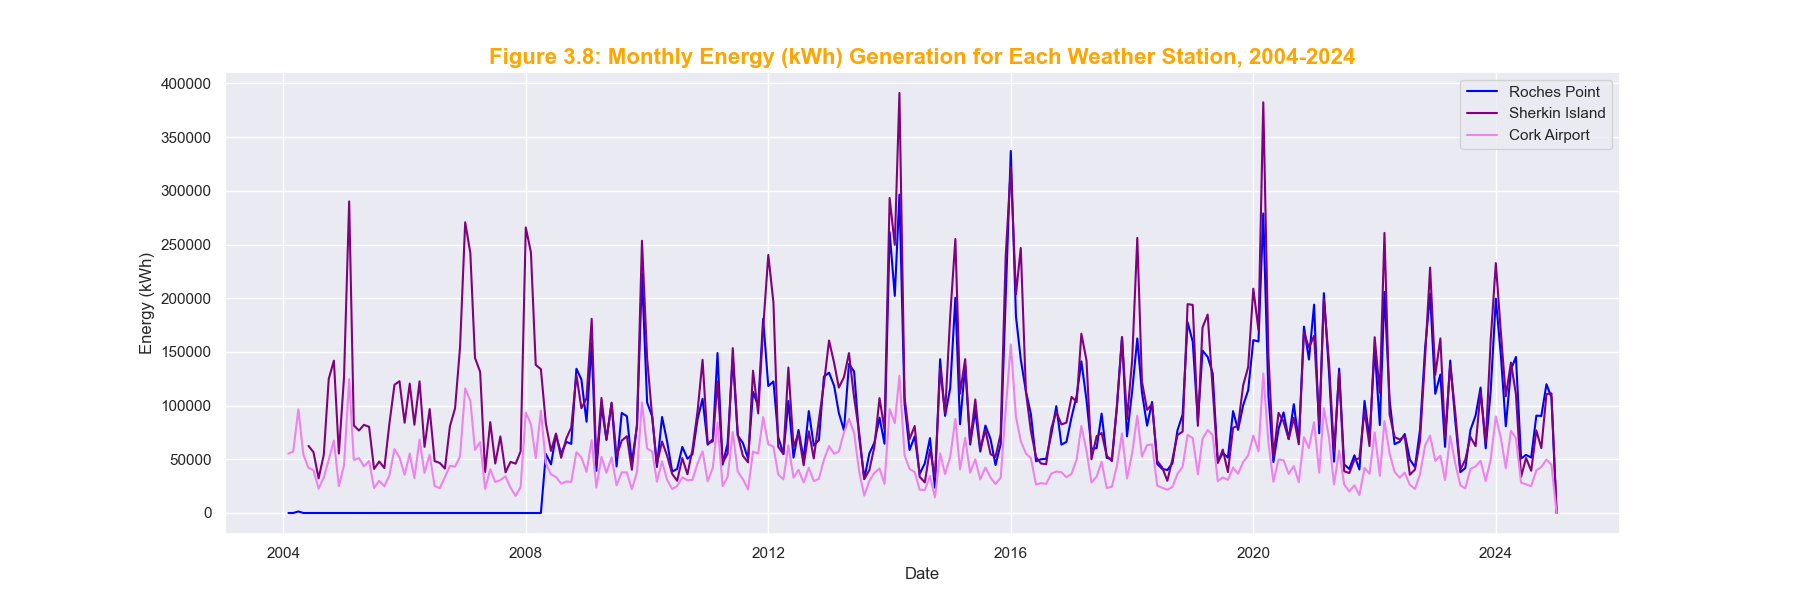 Figure 3.8: Monthly Energy (kWh) Generation for Each Weather Station, 2004-2024
Roches Point
Sherkin Island
Cork Airport
400000
350000
300000
250000
200000
150000
100000
50000
0
Energy (kWh)
2004
2008
2012
2016
2020
2024
Date